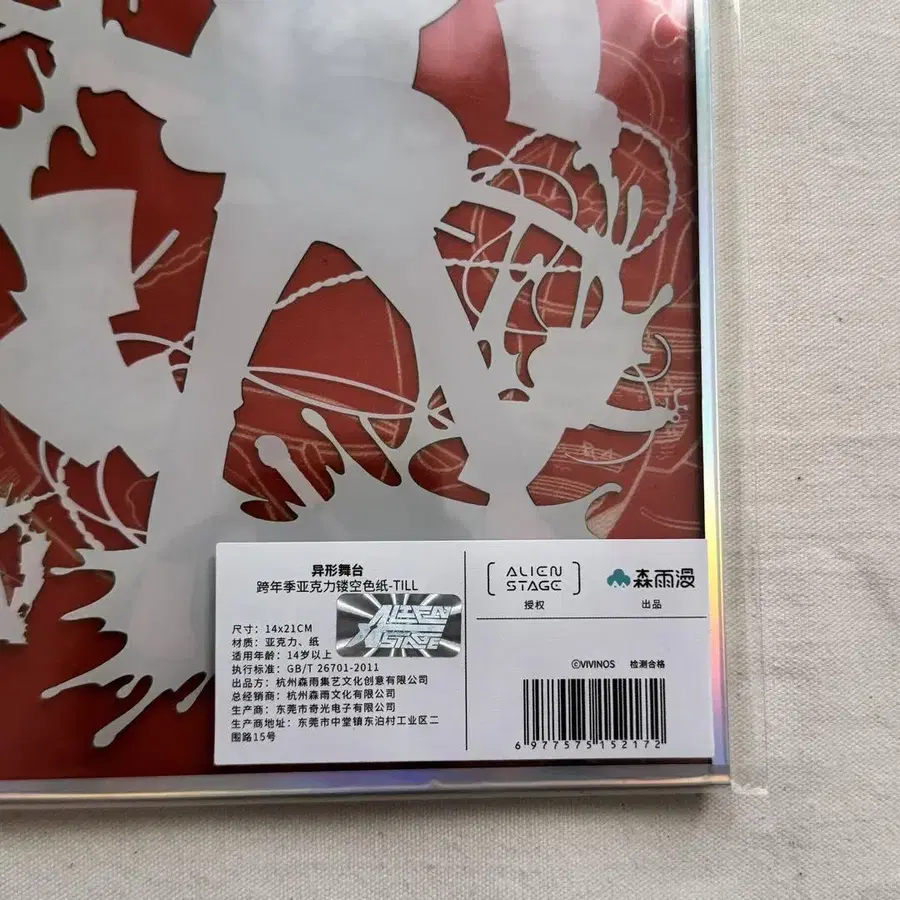 异形舞台
跨年季亚克力镂空色纸-TILL
尺寸：14x21CM
材质：亚克力、纸
适用年龄：14岁以上
执行标准：GB/T 26701-2011
出品方：杭州森雨集艺文化创意有限公司
总经销商：杭州森雨文化有限公司
生产商：东莞市奇光电子有限公司
生产商地址：东莞市中堂镇东泊村工业区二
围路15号
ALIEN
STAGE
ALIEN
STAGE
授权
森雨漫
出品
©VIVINOS 检测合格
6977575152172